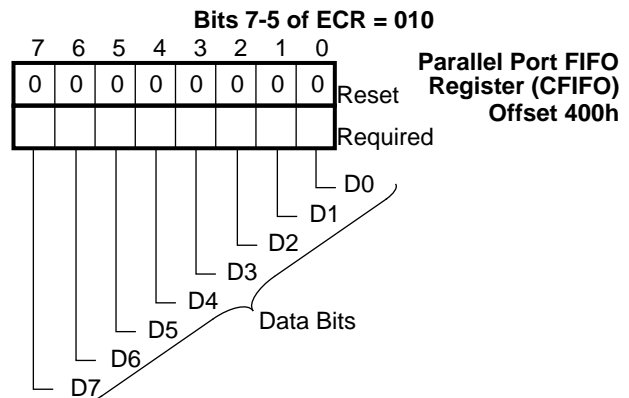 Bits 7-5 of ECR = 010
7 6 5 4 3 2 1 0
Parallel Port FIFO
Register (CFIFO)
Offset 400h
0 0 0 0 0 0 0 0 Reset
Required
D0
D1
D2
D3
D4
D5
D6
D7
Data Bits